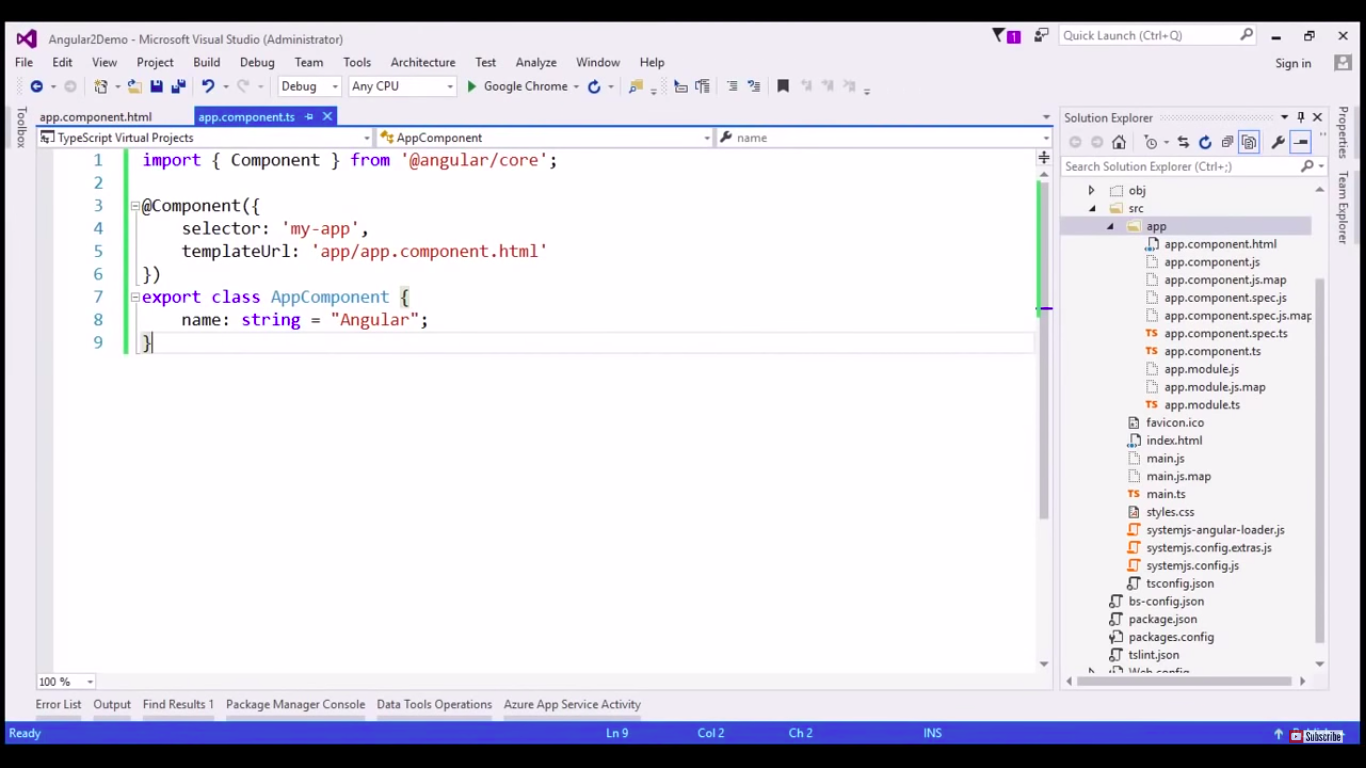 Angular2Demo - Microsoft Visual Studio (Administrator)
1
Quick Launch (Ctrl+Q)
File Edit View Project Build Debug Team Tools Architecture Test Analyze Window Help
Sign in
Debug Any CPU Google Chrome
Toolbox
app.component.html app.component.ts
TypeScript Virtual Projects AppComponent name
1 import { Component } from '@angular/core';
2
3 @Component({
4 selector: 'my-app',
5 templateUrl: 'app/app.component.html'
6 })
7 export class AppComponent {
8 name: string = "Angular";
9 }
100 %
Solution Explorer
Search Solution Explorer (Ctrl+;)
obj
src
app
app.component.html
app.component.js
app.component.js.map
app.component.spec.js
app.component.spec.js.map
app.component.spec.ts
app.component.ts
app.module.js
app.module.js.map
app.module.ts
favicon.ico
index.html
main.js
main.js.map
main.ts
styles.css
systemjs-angular-loader.js
systemjs.config.extras.js
systemjs.config.js
tsconfig.json
bs-config.json
package.json
packages.config
tslint.json
Web.config
Properties
Team Explorer
Error List Output Find Results 1 Package Manager Console Data Tools Operations Azure App Service Activity
Ready Ln 9 Col 2 Ch 2 INS
Subscribe